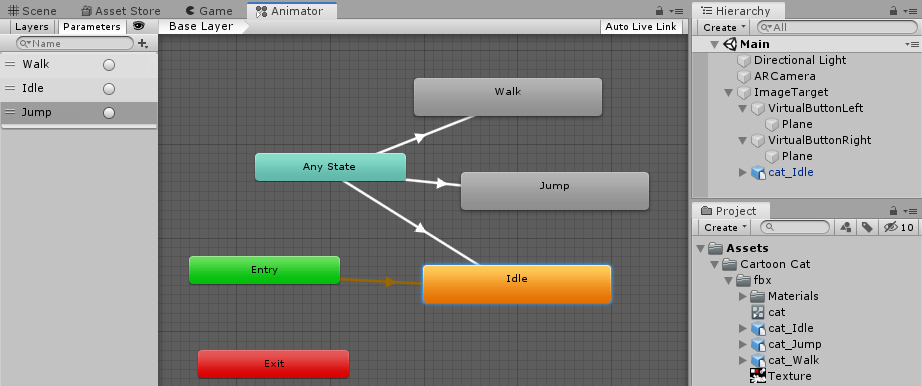 Scene Asset Store Game Animator
Layers Parameters Base Layer Auto Live Link
Name
Walk
Idle
Jump
Walk
Any State
Jump
Entry
Idle
Exit
Hierarchy
Create All
Main
Directional Light
ARCamera
ImageTarget
VirtualButtonLeft
Plane
VirtualButtonRight
Plane
cat_Idle
Project
Create 10
Assets
Cartoon Cat
fbx
Materials
cat
cat_Idle
cat_Jump
cat_Walk
Texture